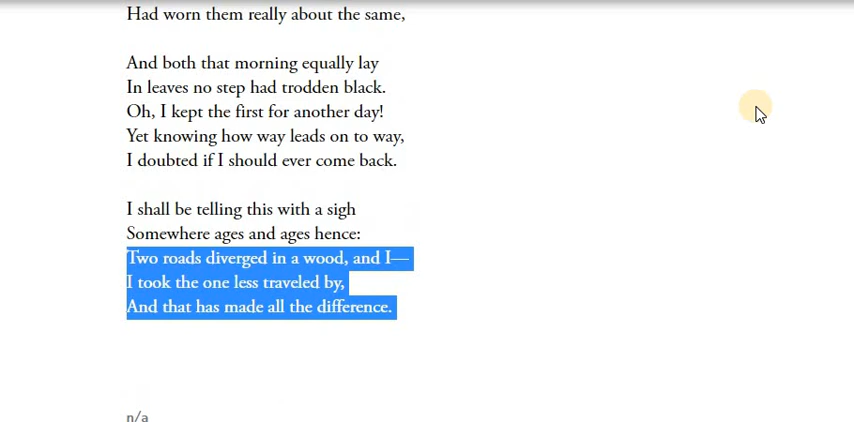 Had worn them really about the same,
And both that morning equally lay
In leaves no step had trodden black.
Oh, I kept the first for another day!
Yet knowing how way leads on to way,
I doubted if I should ever come back.
I shall be telling this with a sigh
Somewhere ages and ages hence:
Two roads diverged in a wood, and I—
I took the one less traveled by,
And that has made all the difference.
n/a